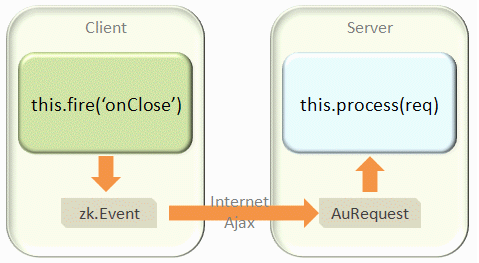 Client
Server
this.fire(‘onClose’)
this.process(req)
zk.Event
Internet
Ajax
AuRequest